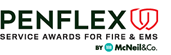 PENFLEX
SERVICE AWARDS FOR FIRE & EMS
BY McNeil&Co.